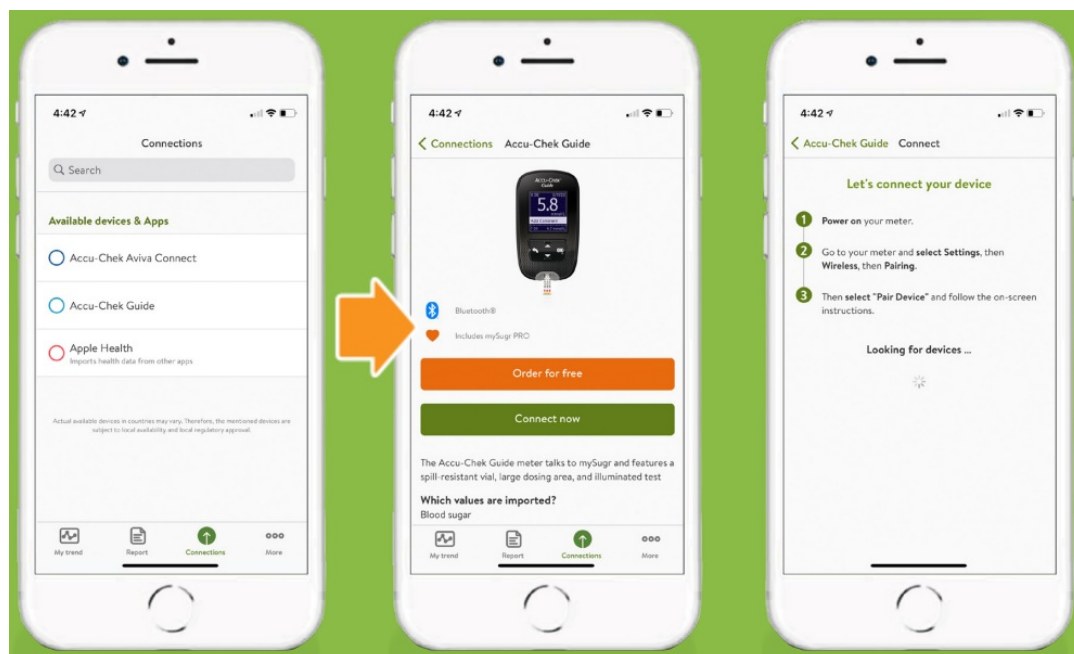 4:42
Connections
Search
Available devices & Apps
Accu-Chek Aviva Connect
Accu-Chek Guide
Apple Health
Imports health data from other apps
Actual available devices in countries may vary. Therefore, the mentioned devices are
subject to local availability and local regulatory approval.
My trend
Report
Connections
More
4:42
Connections
Accu-Chek Guide
ACCU-CHEK
Guide
5.8
Bluetooth®
Includes mySugr PRO
Order for free
Connect now
The Accu-Chek Guide meter talks to mySugr and features a
spill-resistant vial, large dosing area, and illuminated test
Which values are imported?
Blood sugar
My trend
Report
Connections
More
4:42
Accu-Chek Guide
Connect
Let's connect your device
1 Power on your meter.
2 Go to your meter and select Settings, then
Wireless, then Pairing.
3 Then select "Pair Device" and follow the on-screen
instructions.
Looking for devices ...